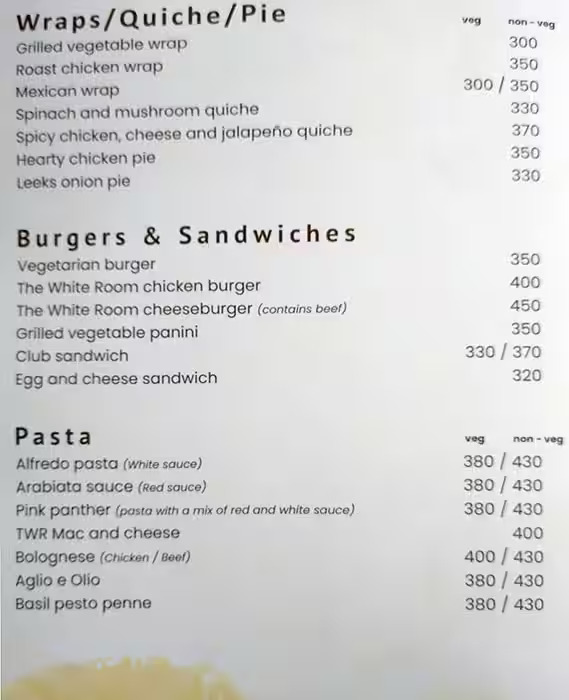 Wraps/Quiche/Pie veg non-veg
Grilled vegetable wrap 300
Roast chicken wrap 350
Mexican wrap 300 / 350
Spinach and mushroom quiche 330
Spicy chicken, cheese and jalapeño quiche 370
Hearty chicken pie 350
Leeks onion pie 330
Burgers & Sandwiches
Vegetarian burger 350
The White Room chicken burger 400
The White Room cheeseburger (contains beef) 450
Grilled vegetable panini 350
Club sandwich 330 / 370
Egg and cheese sandwich 320
Pasta veg non-veg
Alfredo pasta (White sauce) 380 / 430
Arabiata sauce (Red sauce) 380 / 430
Pink panther (pasta with a mix of red and white sauce) 380 / 430
TWR Mac and cheese 400
Bolognese (Chicken / Beef) 400 / 430
Aglio e Olio 380 / 430
Basil pesto penne 380 / 430